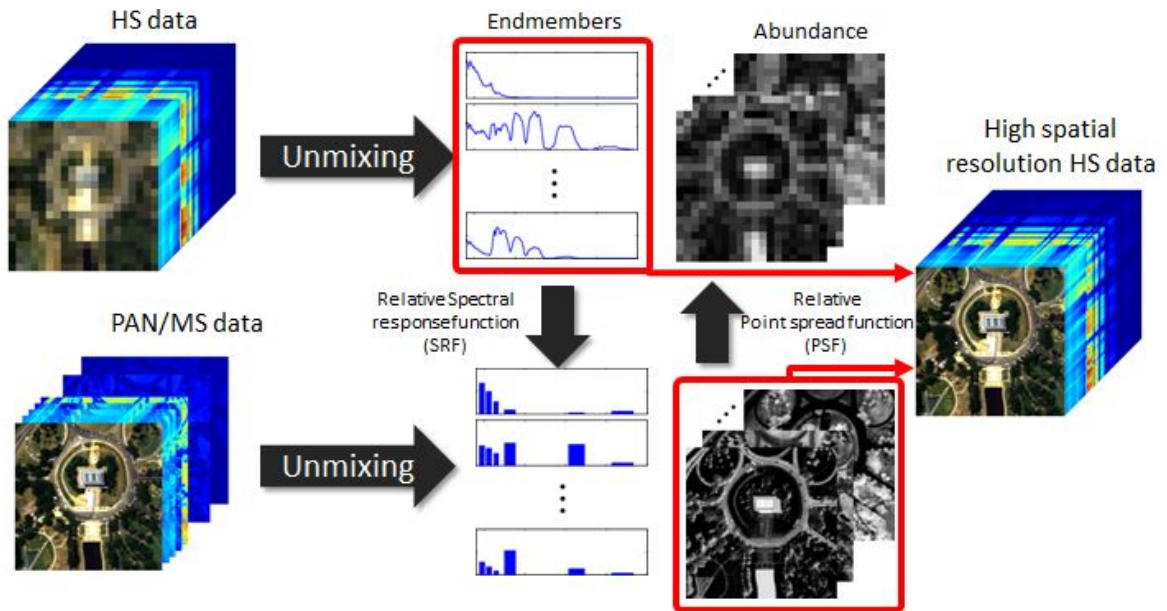 HS data
Endmembers
Abundance
Unmixing
High spatial
resolution HS data
Relative Spectral
responsefunction
(SRF)
Relative
Point spread function
(PSF)
PAN/MS data
Unmixing